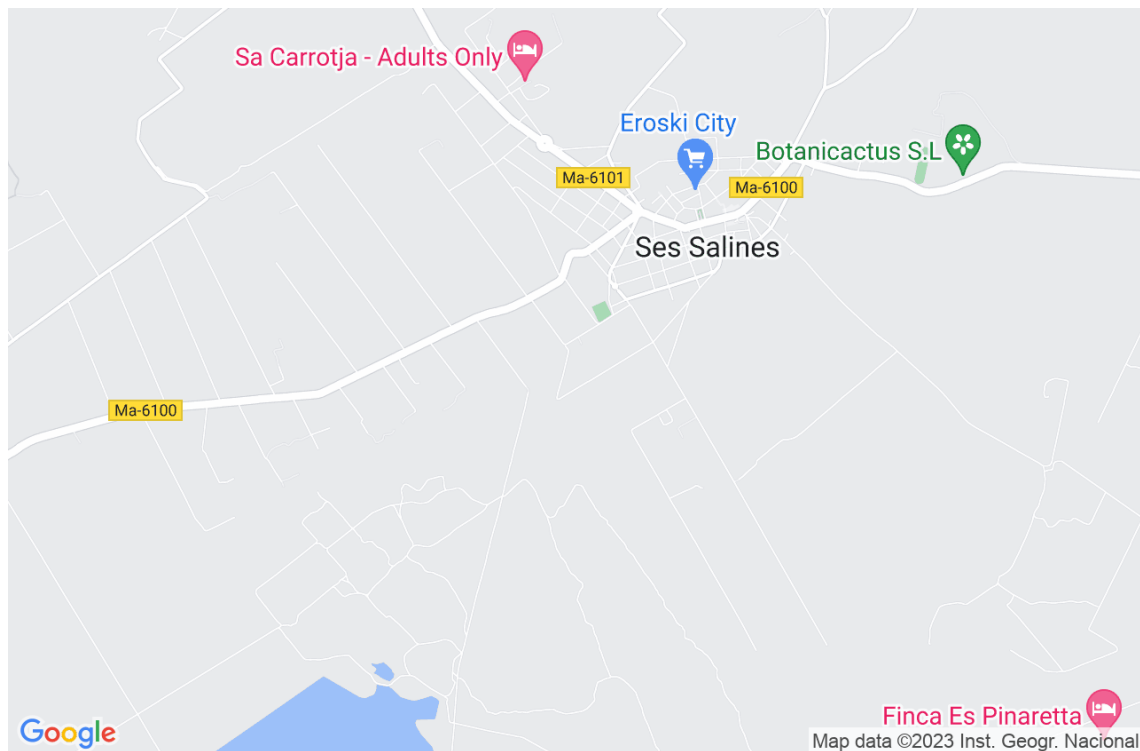 Sa Carrotja - Adults Only
Eroski City
Botanicactus S.L
Ma-6101
Ma-6100
Ses Salines
Ma-6100
Finca Es Pinaretta
Google
Map data ©2023 Inst. Geogr. Nacional